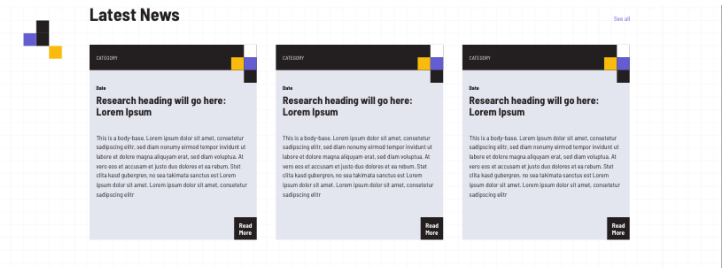 Latest News
See all
CATEGORY
Date
Research heading will go here:
Lorem Ipsum
This is a body-base. Lorem ipsum dolor sit amet, consetetur
sadipscing elitr, sed diam nonumy eirmod tempor invidunt ut
labore et dolore magna aliquyam erat, sed diam voluptua. At
vero eos et accusam et justo duo dolores et ea rebum. Stet
clita kasd gubergren, no sea takimata sanctus est Lorem
ipsum dolor sit amet. Lorem ipsum dolor sit amet, consetetur
sadipscing elitr
Read
More
CATEGORY
Date
Research heading will go here:
Lorem Ipsum
This is a body-base. Lorem ipsum dolor sit amet, consetetur
sadipscing elitr, sed diam nonumy eirmod tempor invidunt ut
labore et dolore magna aliquyam erat, sed diam voluptua. At
vero eos et accusam et justo duo dolores et ea rebum. Stet
clita kasd gubergren, no sea takimata sanctus est Lorem
ipsum dolor sit amet. Lorem ipsum dolor sit amet, consetetur
sadipscing elitr
Read
More
CATEGORY
Date
Research heading will go here:
Lorem Ipsum
This is a body-base. Lorem ipsum dolor sit amet, consetetur
sadipscing elitr, sed diam nonumy eirmod tempor invidunt ut
labore et dolore magna aliquyam erat, sed diam voluptua. At
vero eos et accusam et justo duo dolores et ea rebum. Stet
clita kasd gubergren, no sea takimata sanctus est Lorem
ipsum dolor sit amet. Lorem ipsum dolor sit amet, consetetur
sadipscing elitr
Read
More